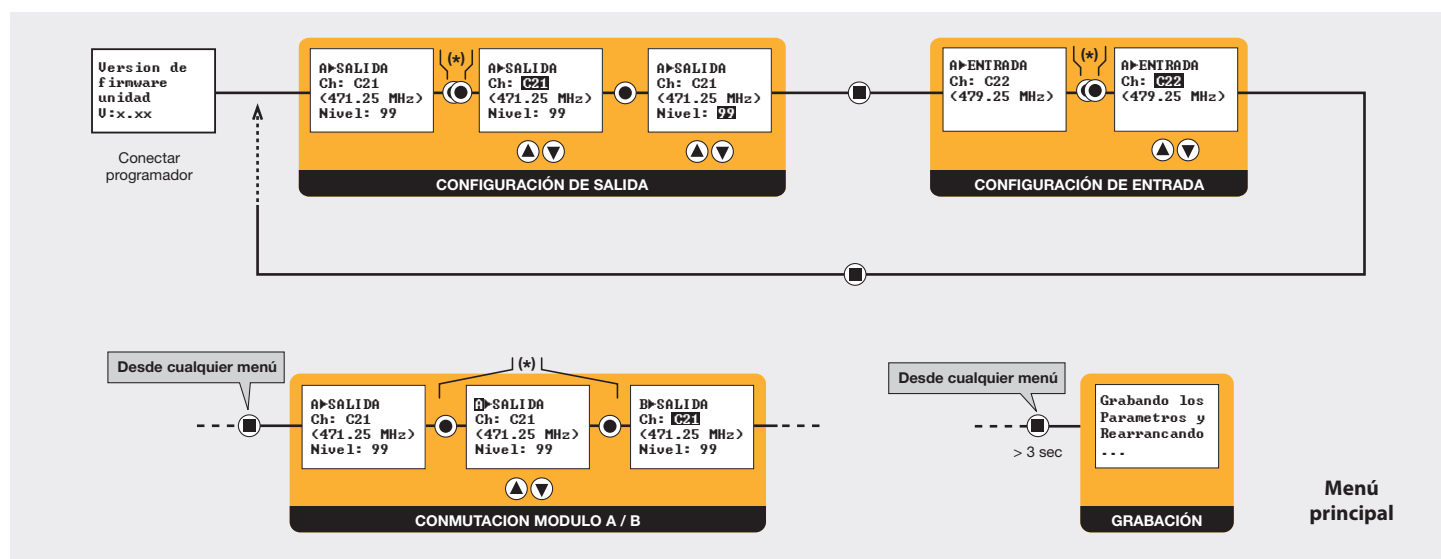 Version de
firmware
unidad
V:x.xx
Conectar
programador
A▶SALIDA
Ch: C21
(471.25 MHz)
Nivel: 99
(*)
A▶SALIDA
Ch: C21
(471.25 MHz)
Nivel: 99
A▶SALIDA
Ch: C21
(471.25 MHz)
Nivel: 99
CONFIGURACIÓN DE SALIDA
A▶ENTRADA
Ch: C22
(479.25 MHz)
(*)
A▶ENTRADA
Ch: C22
(479.25 MHz)
CONFIGURACIÓN DE ENTRADA
Desde cualquier menú
(*)
A▶SALIDA
Ch: C21
(471.25 MHz)
Nivel: 99
A▶SALIDA
Ch: C21
(471.25 MHz)
Nivel: 99
B▶SALIDA
Ch: C21
(471.25 MHz)
Nivel: 99
CONMUTACION MODULO A / B
Desde cualquier menú
> 3 sec
Grabando los
Parametros y
Rearrancando
...
GRABACIÓN
Menú
principal